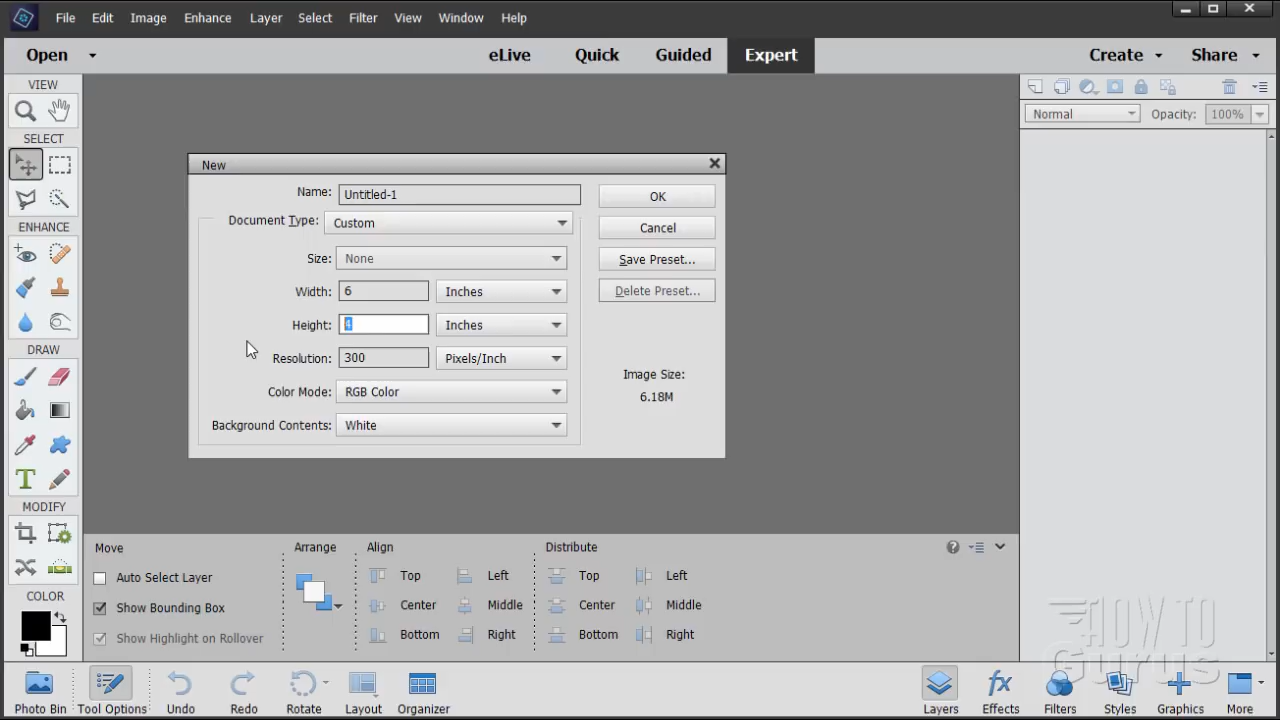 File Edit Image Enhance Layer Select Filter View Window Help
Open eLive Quick Guided Expert Create Share
VIEW
SELECT
ENHANCE
DRAW
T
MODIFY
COLOR
Normal Opacity: 100%
New
Name: Untitled-1 OK
Document Type: Custom Cancel
Size: None Save Preset...
Width: 6 Inches Delete Preset...
Height: 4 Inches
Resolution: 300 Pixels/Inch
Image Size:
6.18M
Color Mode: RGB Color
Background Contents: White
Move Arrange Align Distribute
Auto Select Layer Top Left Top Left
Show Bounding Box Center Middle Center Middle
Show Highlight on Rollover Bottom Right Bottom Right
HOW TO
Gurus
Photo Bin Tool Options Undo Redo Rotate Layout Organizer Layers fx Effects Filters Styles Graphics More